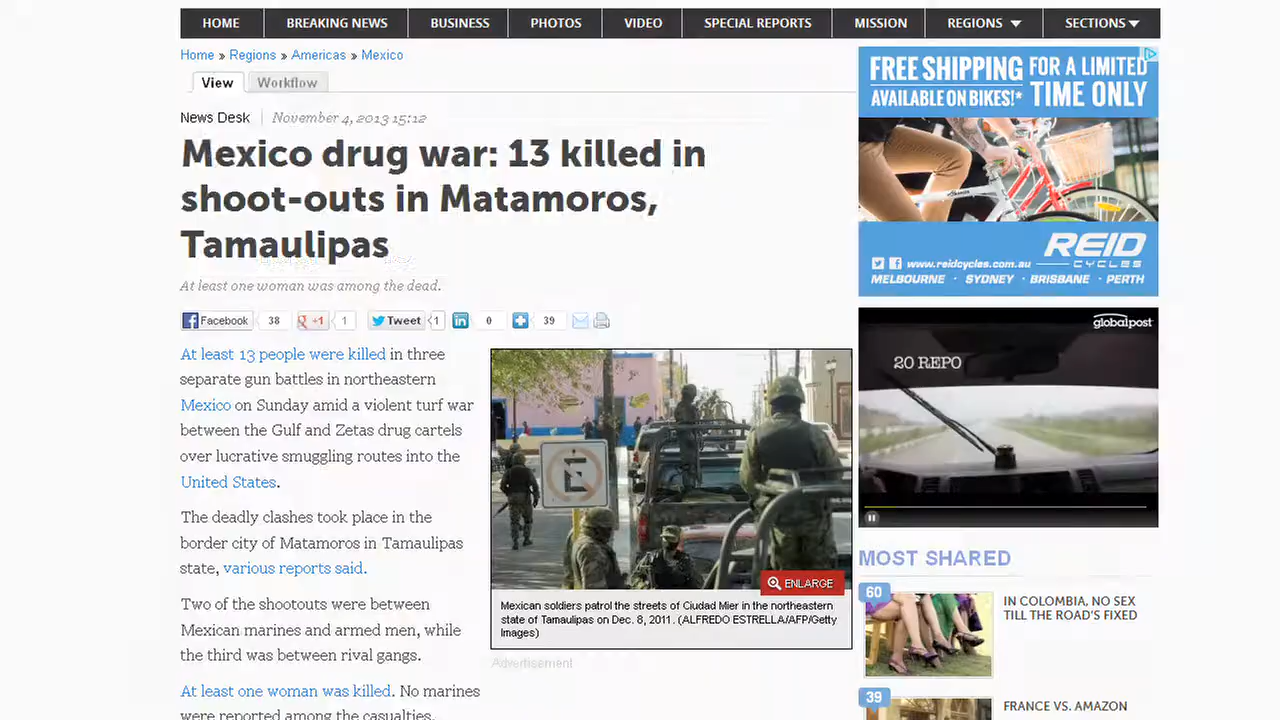 HOME BREAKING NEWS BUSINESS PHOTOS VIDEO SPECIAL REPORTS MISSION REGIONS SECTIONS
Home » Regions » Americas » Mexico
View Workflow
News Desk November 4, 2013 15:12
Mexico drug war: 13 killed in
shoot-outs in Matamoros,
Tamaulipas
At least one woman was among the dead.
Facebook 38 +1 1 Tweet 1 0 39
At least 13 people were killed in three
separate gun battles in northeastern
Mexico on Sunday amid a violent turf war
between the Gulf and Zetas drug cartels
over lucrative smuggling routes into the
United States.
The deadly clashes took place in the
border city of Matamoros in Tamaulipas
state, various reports said.
Two of the shootouts were between
Mexican marines and armed men, while
the third was between rival gangs.
At least one woman was killed. No marines
were reported among the casualties.
E
ENLARGE
Mexican soldiers patrol the streets of Ciudad Mier in the northeastern
state of Tamaulipas on Dec. 8, 2011. (ALFREDO ESTRELLA/AFP/Getty
Images)
Advertisement
FREE SHIPPING FOR A LIMITED
AVAILABLE ON BIKES!* TIME ONLY
REID
CYCLES
www.reidcycles.com.au
MELBOURNE - SYDNEY - BRISBANE - PERTH
globalpost
20 REPO
MOST SHARED
60
IN COLOMBIA, NO SEX
TILL THE ROAD'S FIXED
39
FRANCE VS. AMAZON